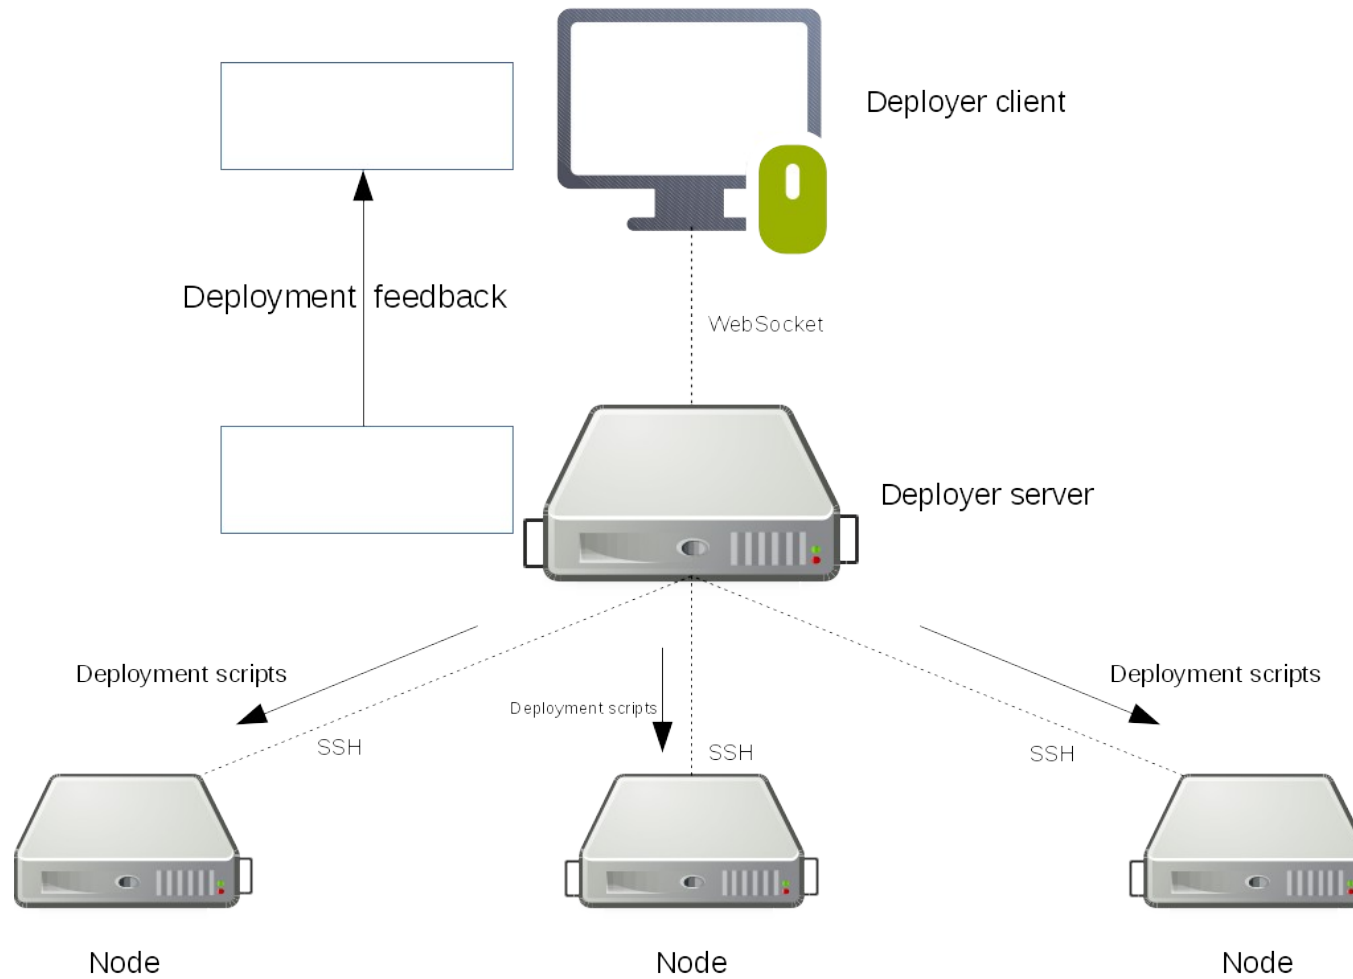 Deployer client
Deployment feedback
WebSocket
Deployer server
Deployment scripts
Deployment scripts
Deployment scripts
SSH
SSH
SSH
Node
Node
Node